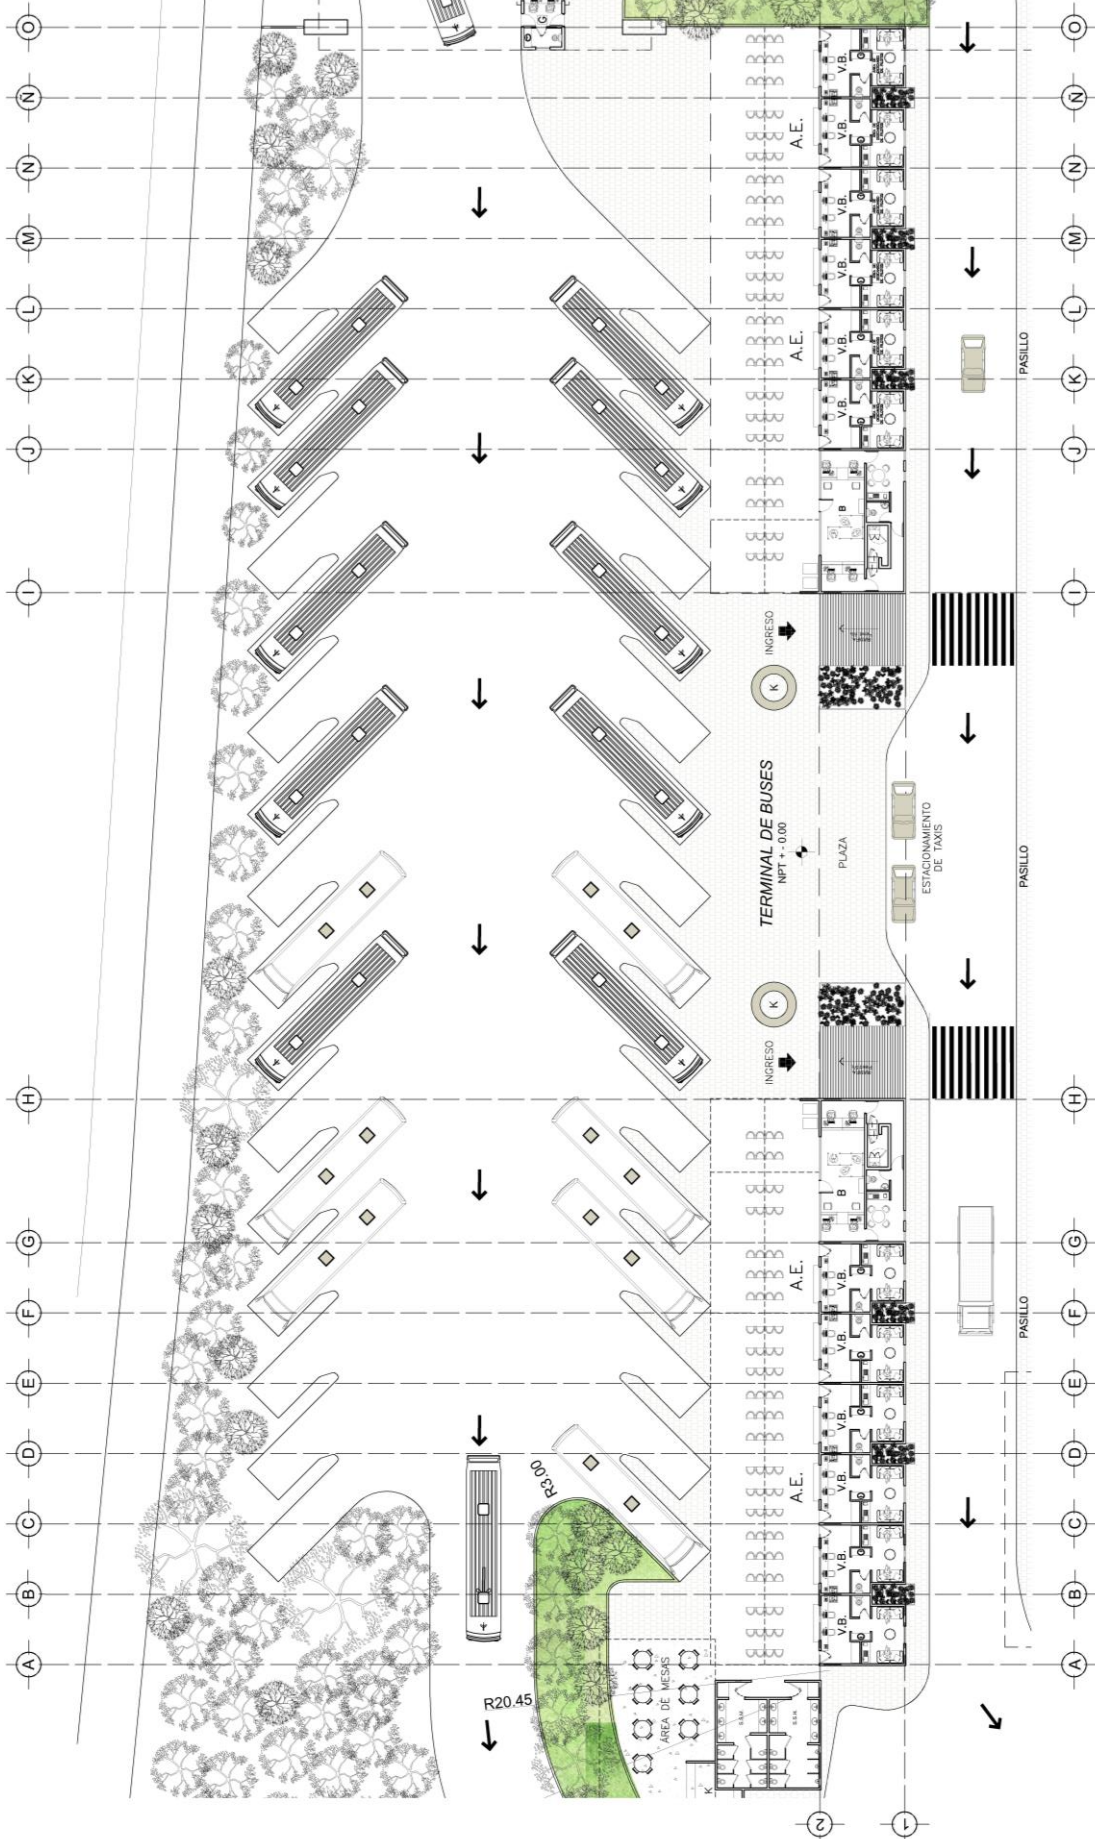 O
O
Ñ
Ñ
N
N
M
M
L
L
K
K
J
J
I
I
H
H
G
G
F
F
E
E
D
D
C
C
B
B
A
A
2
1
G
A.E.
A.E.
A.E.
A.E.
V.B.
V.B.
V.B.
V.B.
V.B.
V.B.
V.B.
V.B.
V.B.
V.B.
V.B.
V.B.
B
B
INGRESO
INGRESO
K
K
TERMINAL DE BUSES
NPT + - 0.00
PLAZA
ESTACIONAMIENTO
DE TAXIS
PASILLO
PASILLO
PASILLO
R3.00
R20.45
ÁREA DE MESAS
S.S.H.
K